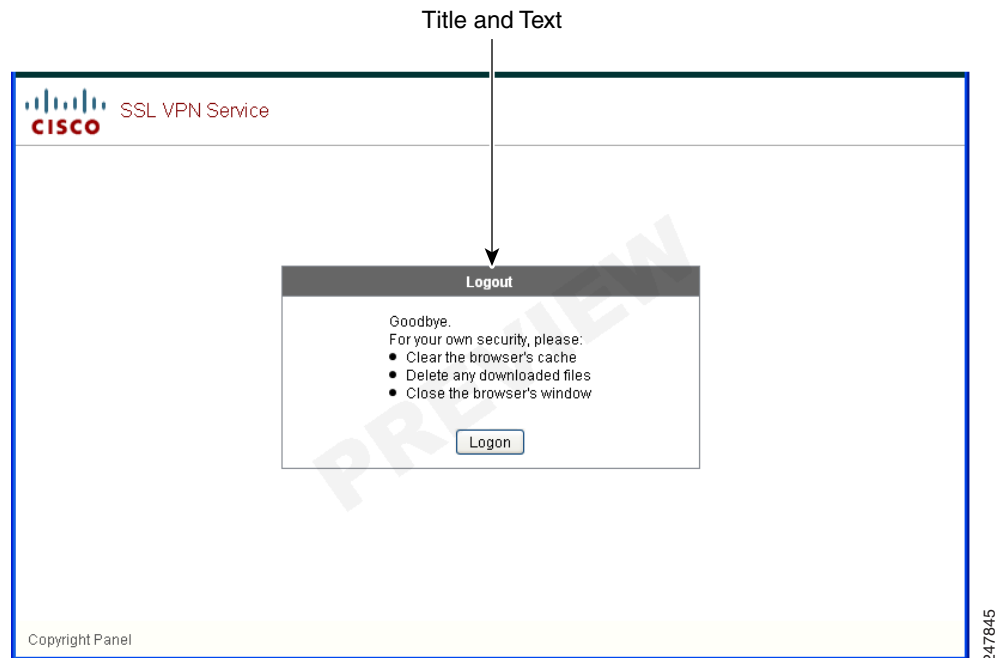 Title and Text
CISCO
SSL VPN Service
Logout
Goodbye.
For your own security, please:
● Clear the browser's cache
● Delete any downloaded files
● Close the browser's window
Logon
PREVIEW
Copyright Panel
247845